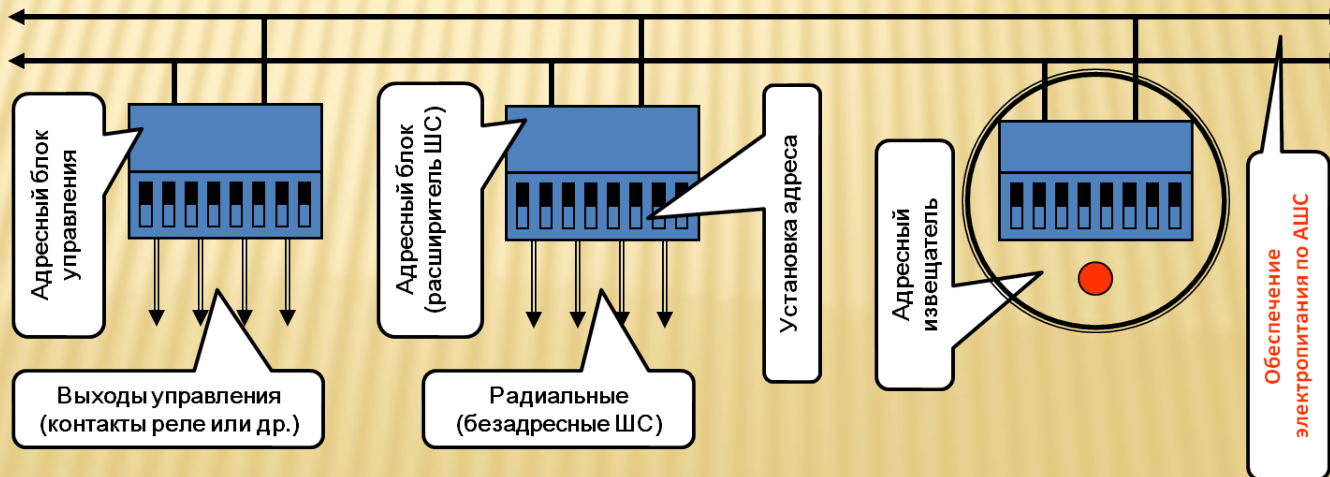 Адресный блок
управления
Адресный блок
(расширитель ШС)
Установка адреса
Адресный
извещатель
Обеспечение
электропитания по АШС
Выходы управления
(контакты реле или др.)
Радиальные
(безадресные ШС)